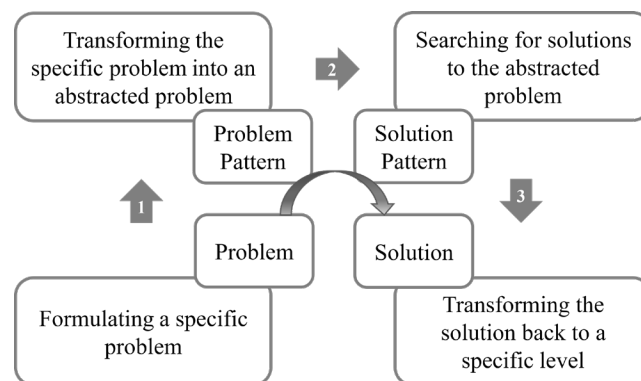 Transforming the
specific problem into an
abstracted problem
2
Searching for solutions
to the abstracted
problem
Problem
Pattern
Solution
Pattern
1
3
Problem
Solution
Formulating a specific
problem
Transforming the
solution back to a
specific level